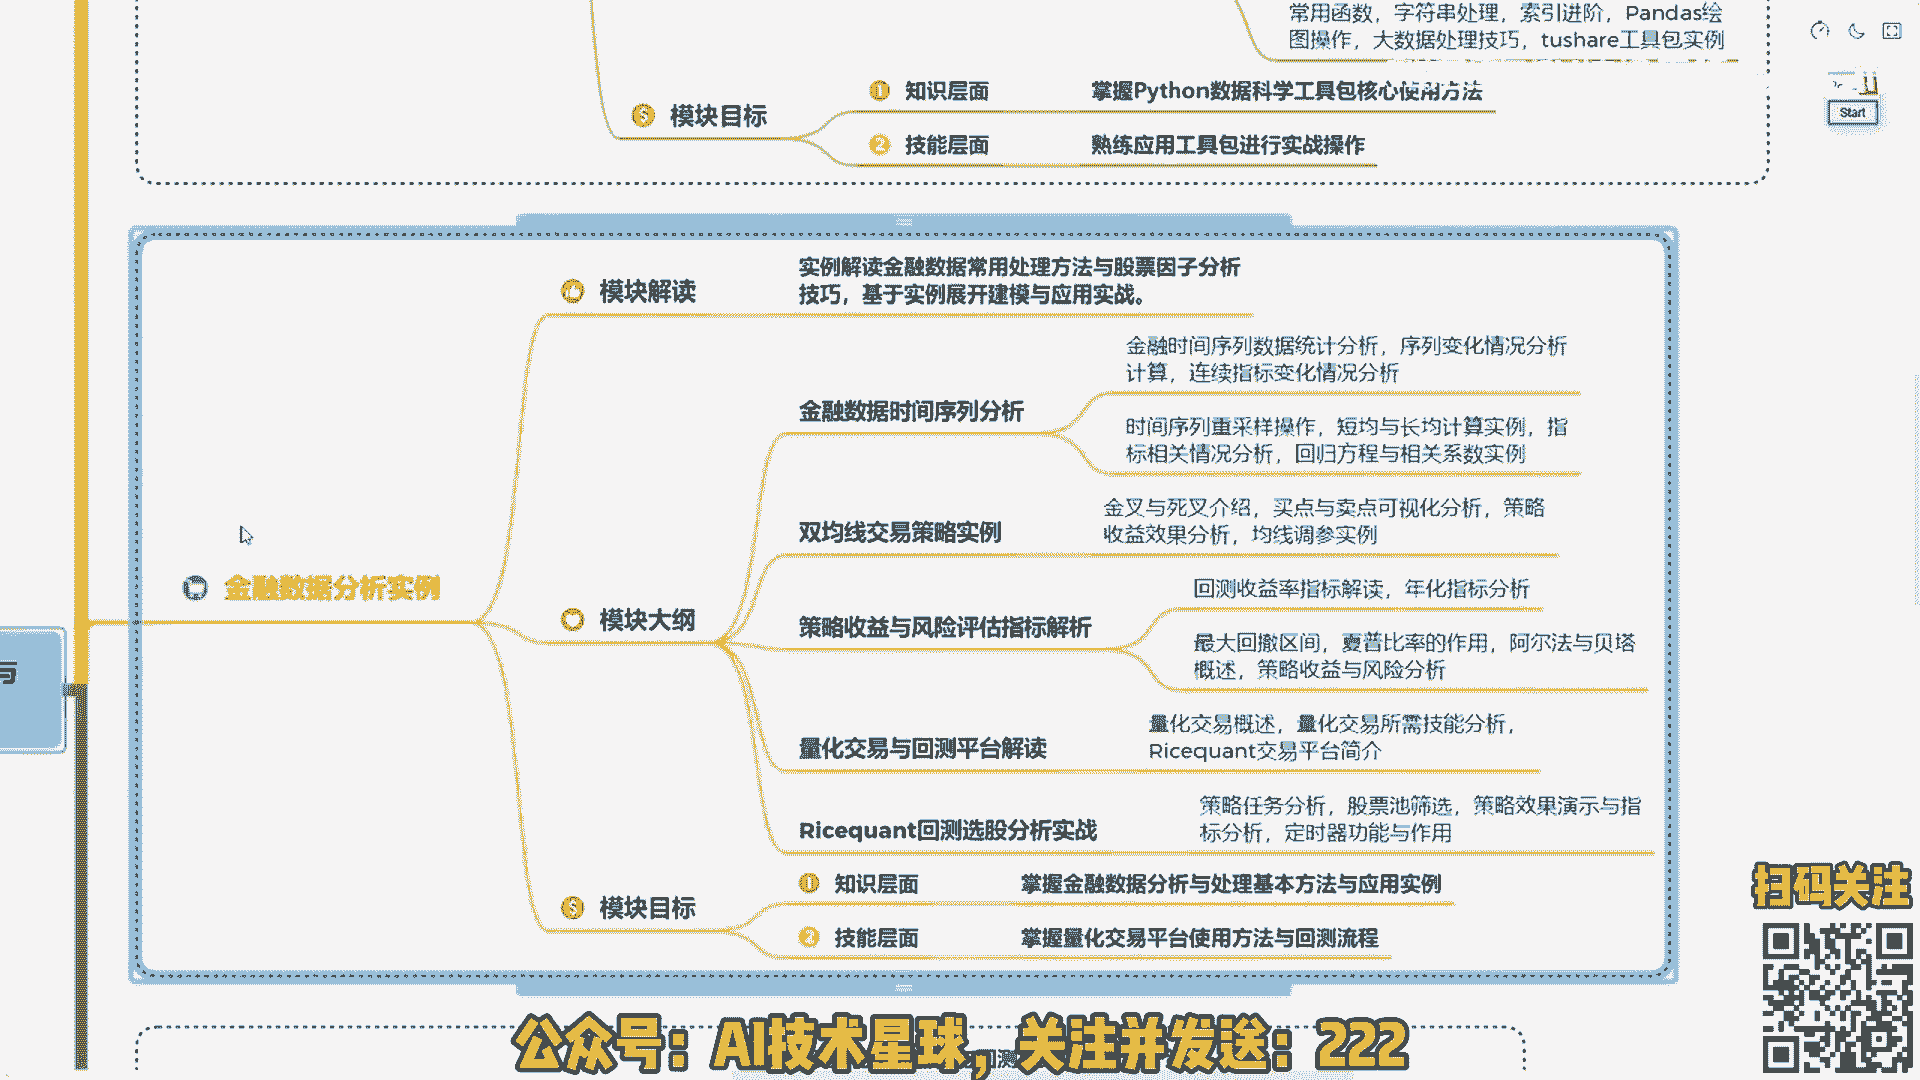 常用函数，字符串处理，索引进阶，Pandas绘
图操作，大数据处理技巧，tushare工具包实例
模块目标
1 知识层面 掌握Python数据科学工具包核心使用方法
2 技能层面 熟练应用工具包进行实战操作
Start
模块解读
实例解读金融数据常用处理方法与股票因子分析
技巧，基于实例展开建模与应用实战。
金融数据分析实例
模块大纲
金融数据时间序列分析
金融时间序列数据统计分析，序列变化情况分析
计算，连续指标变化情况分析
时间序列重采样操作，短均与长均计算实例，指
标相关情况分析，回归方程与相关系数实例
双均线交易策略实例
金叉与死叉介绍，买点与卖点可视化分析，策略
收益效果分析，均线调参实例
策略收益与风险评估指标解析
回测收益率指标解读，年化指标分析
最大回撤区间，夏普比率的作用，阿尔法与贝塔
概述，策略收益与风险分析
量化交易与回测平台解读
量化交易概述，量化交易所需技能分析，
Ricequant交易平台简介
Ricequant回测选股分析实战
策略任务分析，股票池筛选，策略效果演示与指
标分析，定时器功能与作用
模块目标
1 知识层面 掌握金融数据分析与处理基本方法与应用实例
2 技能层面 掌握量化交易平台使用方法与回测流程
与
扫码关注
公众号：AI技术星球，关注并发送：222